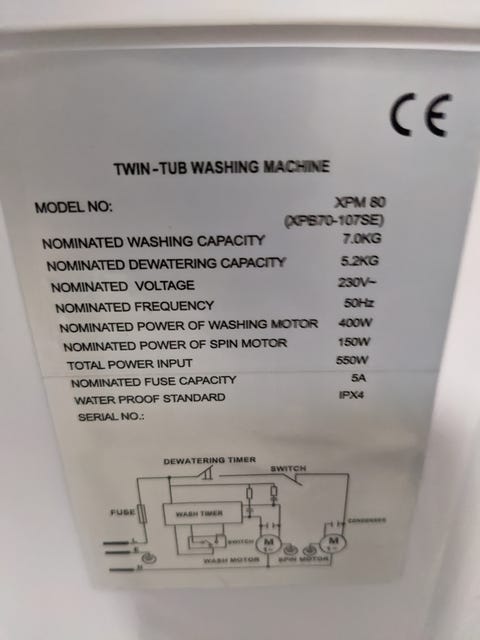 CE
TWIN-TUB WASHING MACHINE
MODEL NO: XPM 80
(XPB70-107SE)
NOMINATED WASHING CAPACITY 7.0KG
NOMINATED DEWATERING CAPACITY 5.2KG
NOMINATED VOLTAGE 230V~
NOMINATED FREQUENCY 50Hz
NOMINATED POWER OF WASHING MOTOR 400W
NOMINATED POWER OF SPIN MOTOR 150W
TOTAL POWER INPUT 550W
NOMINATED FUSE CAPACITY 5A
WATER PROOF STANDARD IPX4
SERIAL NO.:
DEWATERING TIMER
SWITCH
FUSE
WASH TIMER
CONDENSER
L
SWITCH
M
1~
M
1~
E
WASH MOTOR
SPIN MOTOR
N